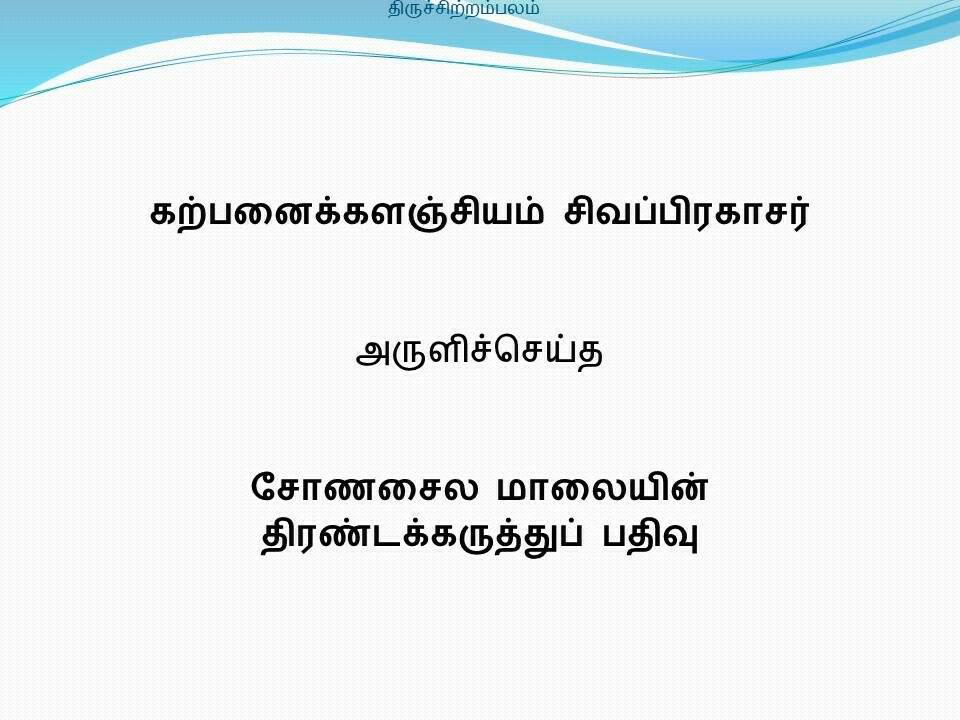 திருச்சிற்றம்பலம்
கற்பனைக்களஞ்சியம் சிவப்பிரகாசர்
அருளிச்செய்த
சோணசைல மாலையின்
திரண்டக்கருத்துப் பதிவு